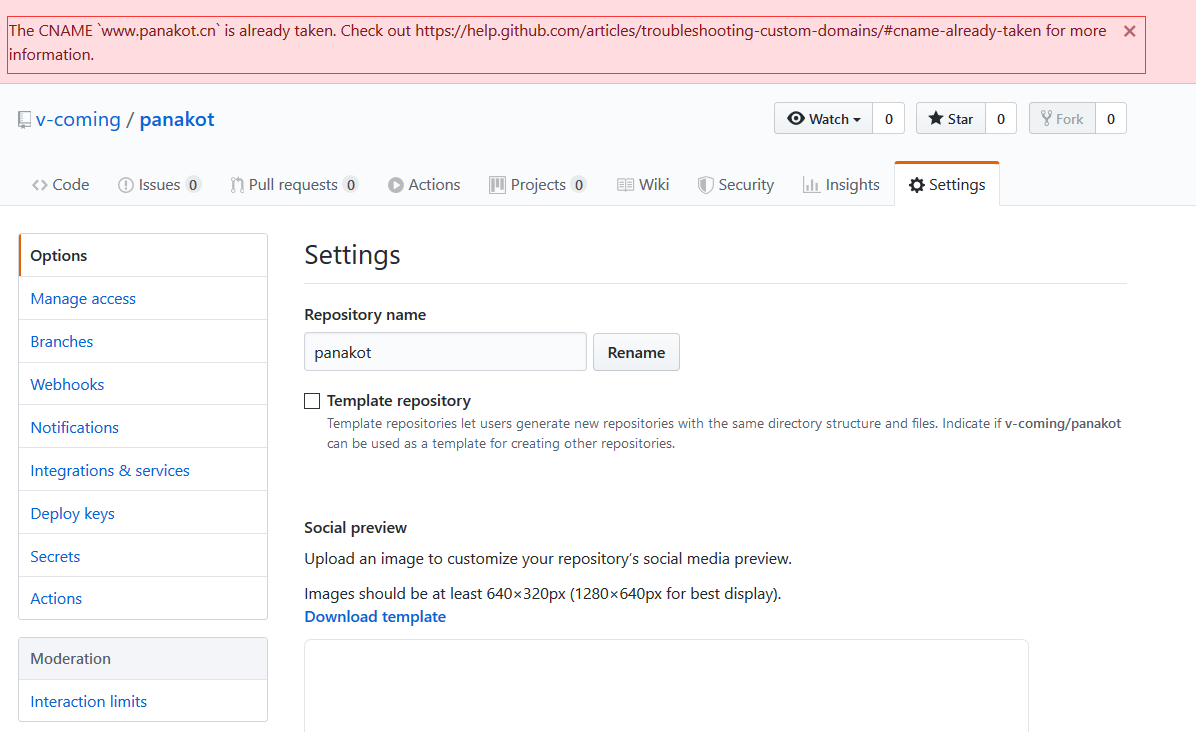 The CNAME `www.panakot.cn` is already taken. Check out https://help.github.com/articles/troubleshooting-custom-domains/#cname-already-taken for more
information.
v-coming / panakot
Watch 0 Star 0 Fork 0
Code Issues 0 Pull requests 0 Actions Projects 0 Wiki Security Insights Settings
Options
Manage access
Branches
Webhooks
Notifications
Integrations & services
Deploy keys
Secrets
Actions
Moderation
Interaction limits
Settings
Repository name
panakot Rename
Template repository
Template repositories let users generate new repositories with the same directory structure and files. Indicate if v-coming/panakot
can be used as a template for creating other repositories.
Social preview
Upload an image to customize your repository’s social media preview.
Images should be at least 640×320px (1280×640px for best display).
Download template